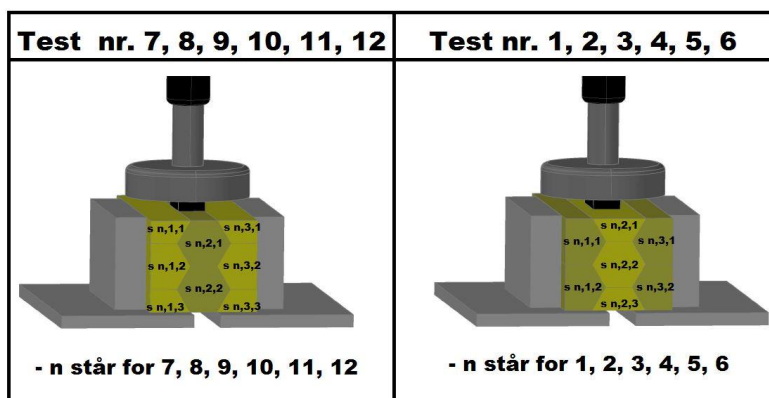 Test nr. 7, 8, 9, 10, 11, 12
s n,1,1
s n,2,1
s n,3,1
s n,1,2
s n,3,2
s n,2,2
s n,1,3
s n,3,3
- n står for 7, 8, 9, 10, 11, 12
Test nr. 1, 2, 3, 4, 5, 6
s n,2,1
s n,1,1
s n,3,1
s n,2,2
s n,1,2
s n,3,2
s n,2,3
- n står for 1, 2, 3, 4, 5, 6